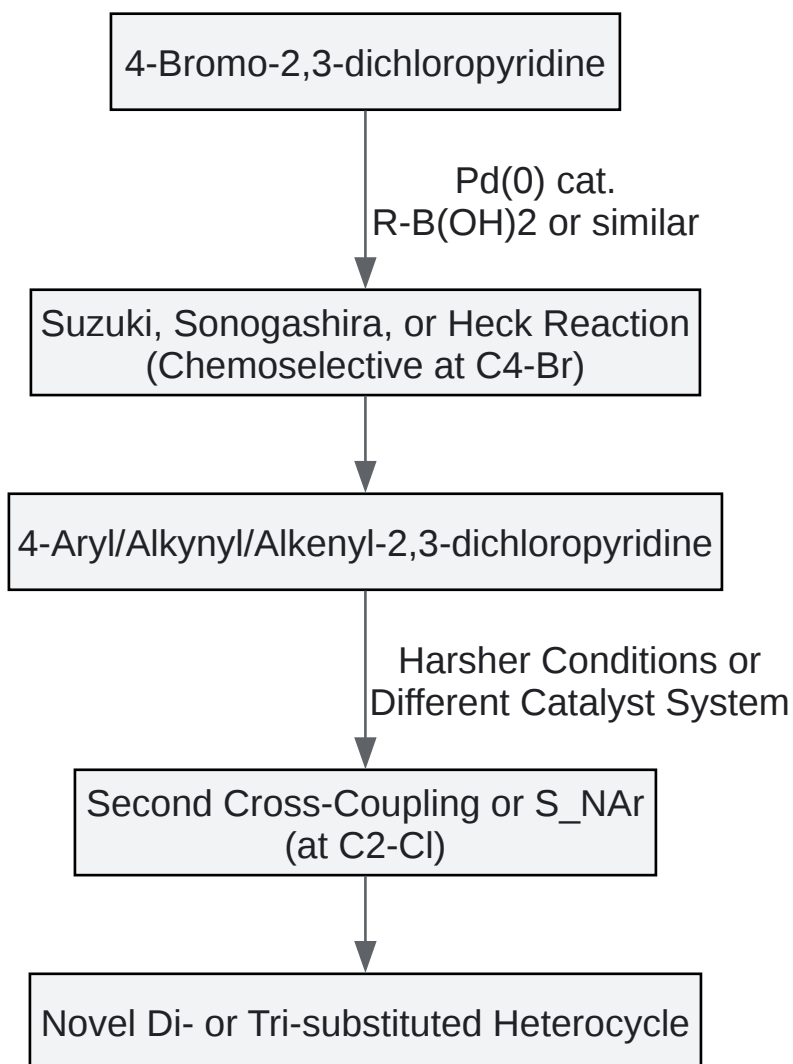 4-Bromo-2,3-dichloropyridine
Pd(0) cat.
R-B(OH)2 or similar
Suzuki, Sonogashira, or Heck Reaction
(Chemoselective at C4-Br)
4-Aryl/Alkynyl/Alkenyl-2,3-dichloropyridine
Harsher Conditions or
Different Catalyst System
Second Cross-Coupling or S_NAr
(at C2-Cl)
Novel Di- or Tri-substituted Heterocycle